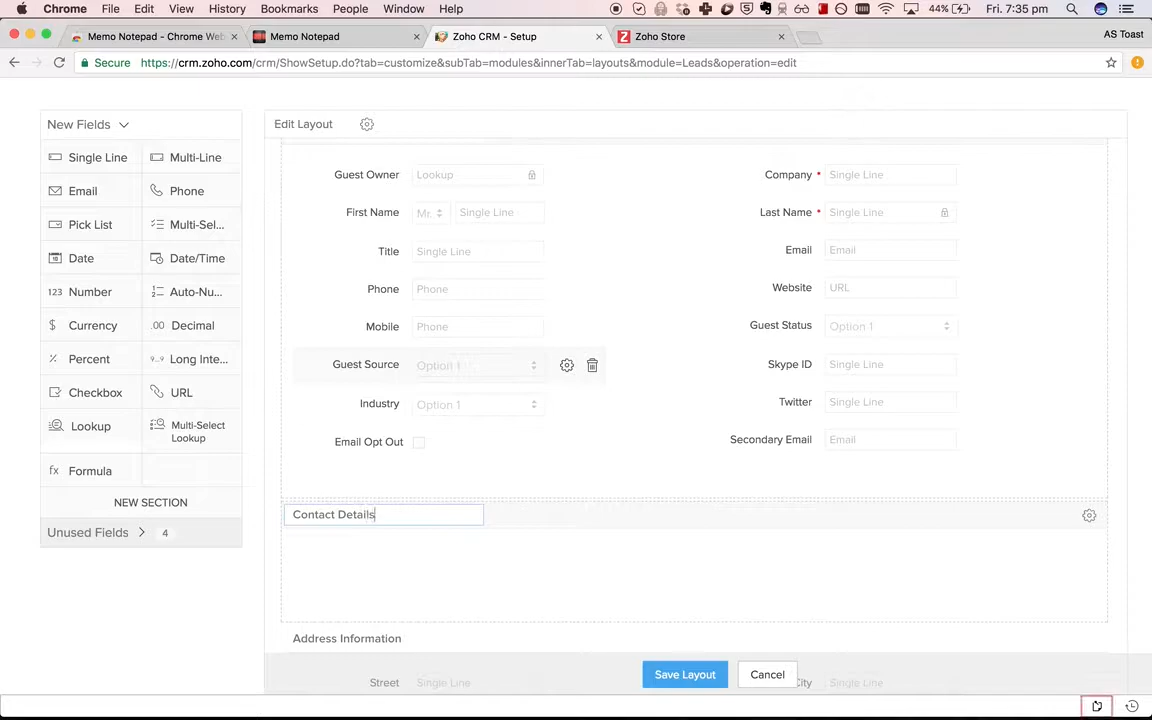 Chrome File Edit View History Bookmarks People Window Help 44% Fri. 7:35 pm
Memo Notepad - Chrome Web Memo Notepad Zoho CRM - Setup Zoho Store AS Toast
Secure https://crm.zoho.com/crm/ShowSetup.do?tab=customize&subTab=modules&innerTab=layouts&module=Leads&operation=edit
New Fields Edit Layout
Single Line Multi-Line
Email Phone
Pick List Multi-Sel...
Date Date/Time
123 Number Auto-Nu...
$ Currency .00 Decimal
% Percent Long Inte...
Checkbox URL
Lookup Multi-Select
Lookup
fx Formula
NEW SECTION
Unused Fields 4
Guest Owner Lookup Company * Single Line
First Name Mr. Single Line Last Name * Single Line
Title Single Line Email Email
Phone Phone Website URL
Mobile Phone Guest Status Option 1
Guest Source Option 1 Skype ID Single Line
Industry Option 1 Twitter Single Line
Email Opt Out Secondary Email Email
Contact Details
Address Information
Save Layout Cancel
Street Single Line City Single Line